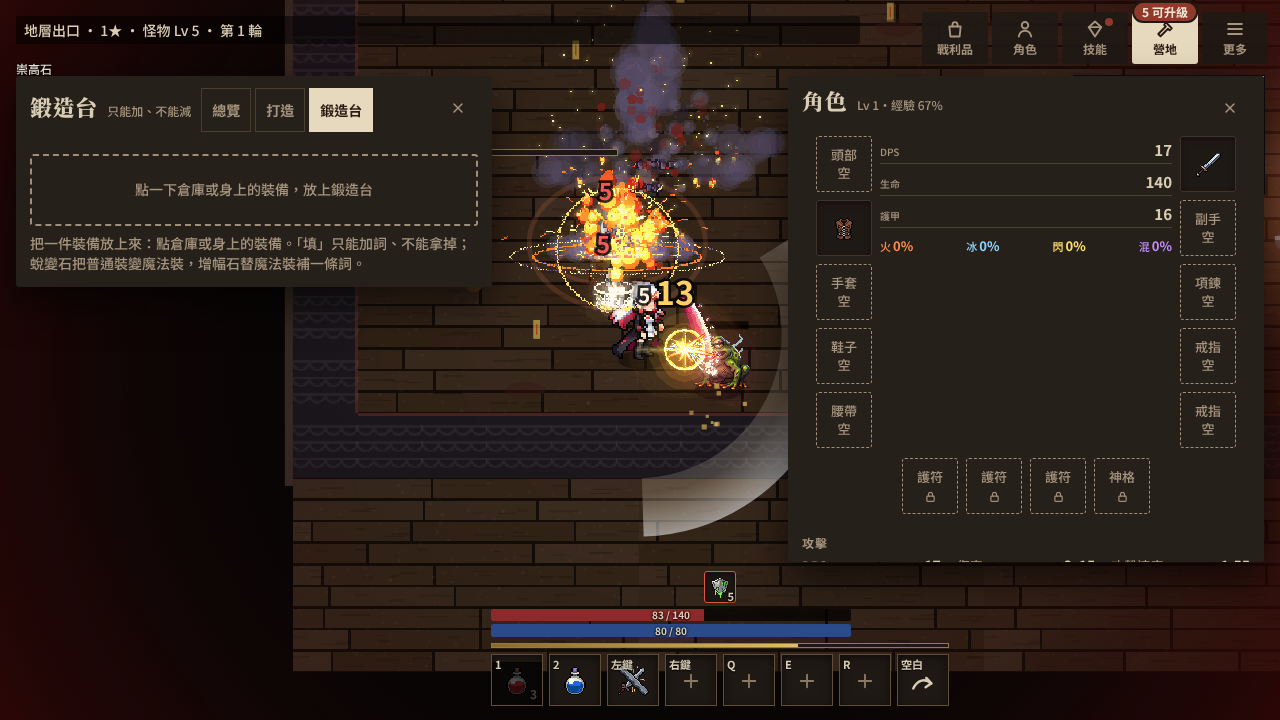 地層出口 • 1★ • 怪物 Lv 5 • 第 1 輪
崇高石
5 可升級
戰利品
角色
技能
營地
更多
鍛造台
只能加、不能減
總覽
打造
鍛造台
點一下倉庫或身上的裝備，放上鍛造台
把一件裝備放上來：點倉庫或身上的裝備。「填」只能加詞、不能拿掉；
蛻變石把普通裝變魔法裝，增幅石替魔法裝補一條詞。
角色
Lv 1 • 經驗 67%
頭部
空
手套
空
鞋子
空
腰帶
空
DPS 17
生命 140
護甲 16
火0% 冰0% 閃0% 混0%
副手
空
項鍊
空
戒指
空
戒指
空
護符
護符
護符
神格
攻擊
5
5
5
13
5
83 / 140
80 / 80
1
3
2
左鍵
右鍵
Q
E
R
空白